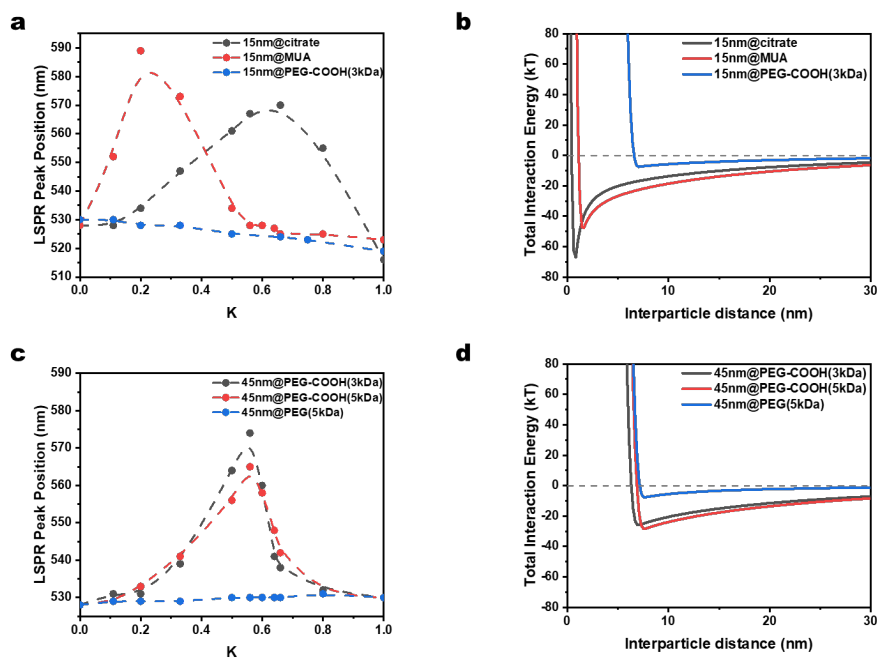 a
15nm@citrate
15nm@MUA
15nm@PEG-COOH(3kDa)
LSPR Peak Position (nm)
590
580
570
560
550
540
530
520
510
0.0 0.2 0.4 0.6 0.8 1.0
K
b
15nm@citrate
15nm@MUA
15nm@PEG-COOH(3kDa)
Total Interaction Energy (kT)
80
60
40
20
0
-20
-40
-60
-80
0 10 20 30
Interparticle distance (nm)
c
45nm@PEG-COOH(3kDa)
45nm@PEG-COOH(5kDa)
45nm@PEG(5kDa)
LSPR Peak Position (nm)
590
580
570
560
550
540
530
0.0 0.2 0.4 0.6 0.8 1.0
K
d
45nm@PEG-COOH(3kDa)
45nm@PEG-COOH(5kDa)
45nm@PEG(5kDa)
Total Interaction Energy (kT)
80
60
40
20
0
-20
-40
-60
-80
0 10 20 30
Interparticle distance (nm)